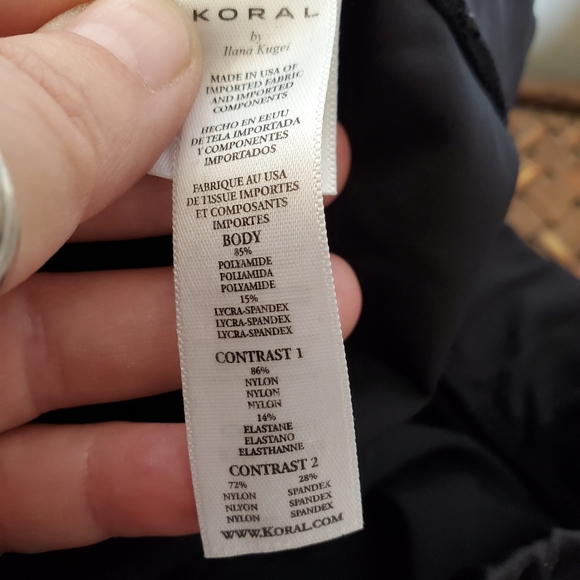 KORAL
by
Ilana Kugel
MADE IN USA OF
IMPORTED FABRIC
AND IMPORTED
COMPONENTS
HECHO EN EEUU
DE TELA IMPORTADA
Y COMPONENTES
IMPORTADOS
FABRIQUE AU USA
DE TISSUE IMPORTES
ET COMPOSANTS
IMPORTES
BODY
85%
POLYAMIDE
POLIAMIDA
POLYAMIDE
15%
LYCRA-SPANDEX
LYCRA-SPANDEX
LYCRA-SPANDEX
CONTRAST 1
86%
NYLON
NYLON
NYLON
14%
ELASTANE
ELASTANO
ELASTHANNE
CONTRAST 2
72% 28%
NYLON SPANDEX
NLYON SPANDEX
NYLON SPANDEX
WWW.KORAL.COM